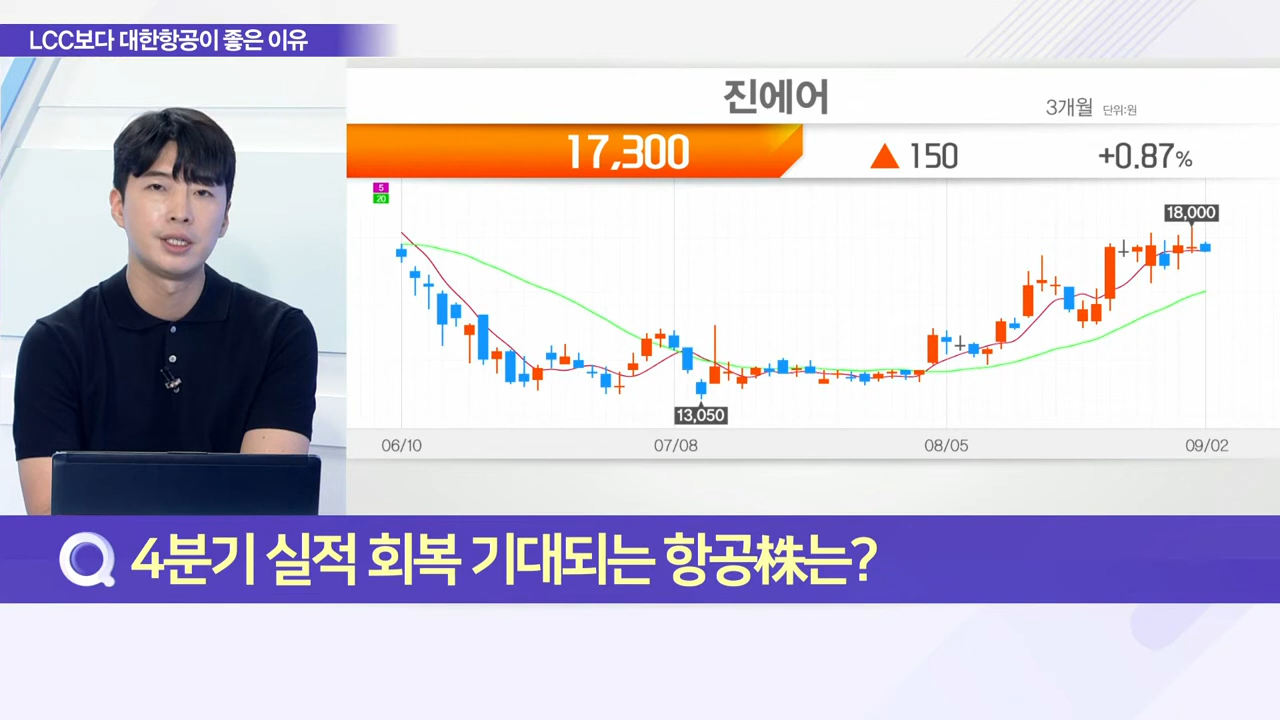 LCC보다 대한항공이 좋은 이유
진에어
3개월 단위:원
17,300 ▲ 150 +0.87%
5
20
18,000
13,050
06/10 07/08 08/05 09/02
Q 4분기 실적 회복 기대되는 항공株는?